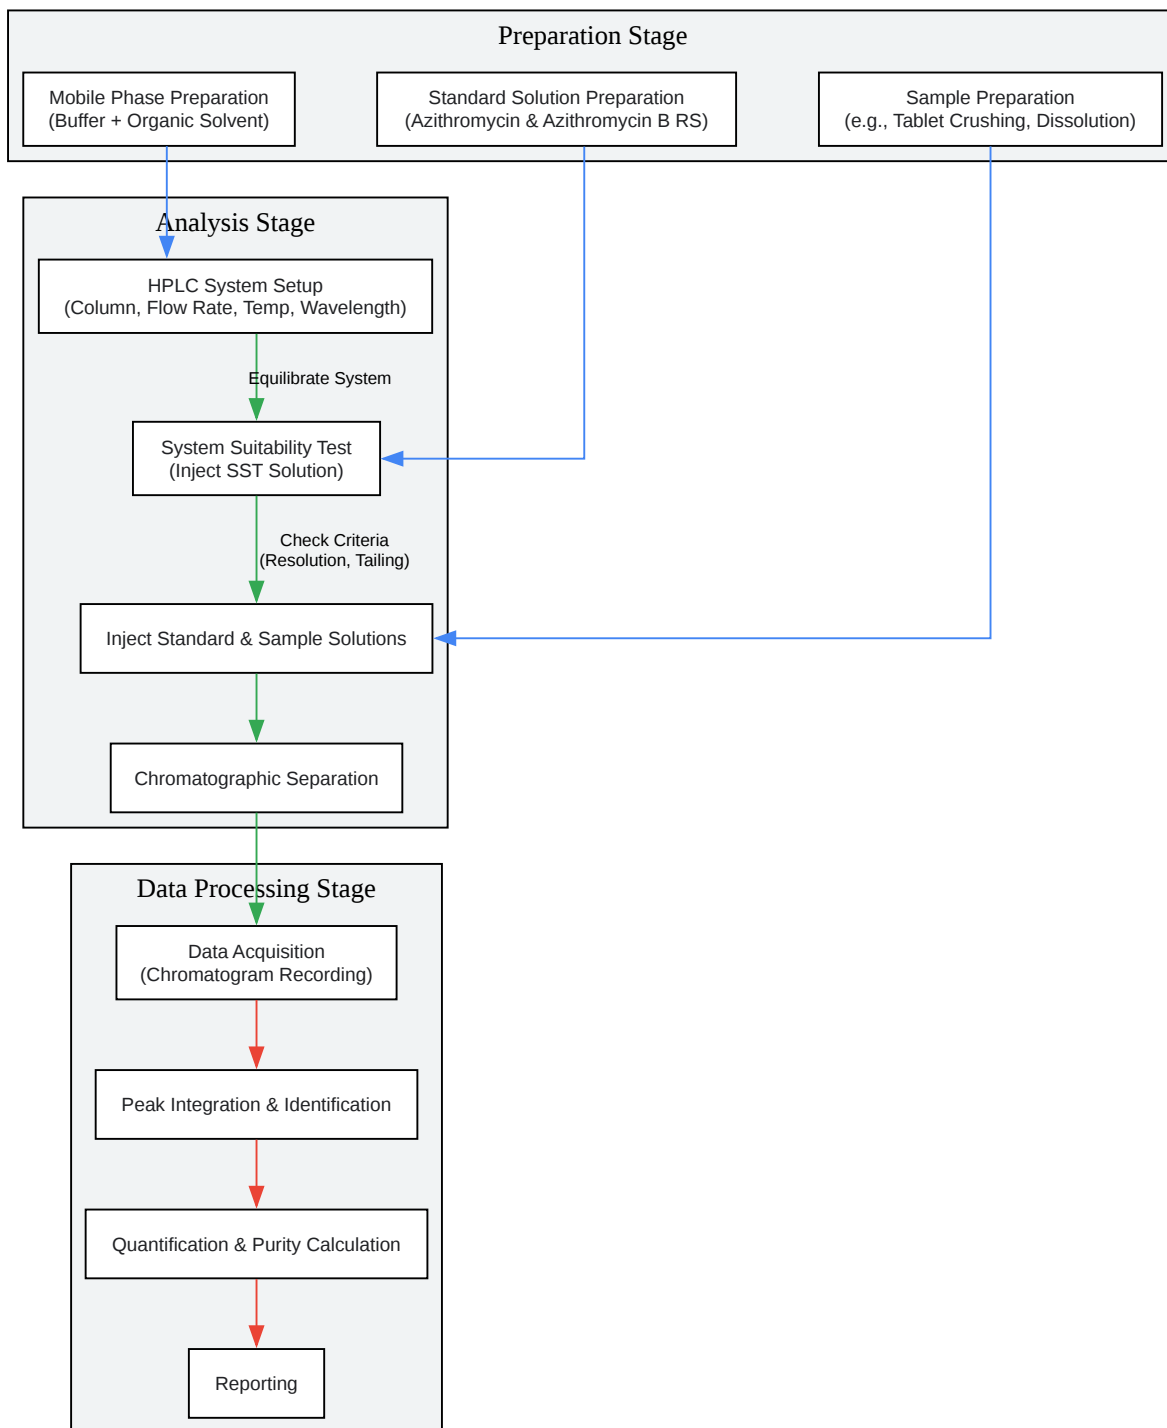 Preparation Stage
Mobile Phase Preparation
(Buffer + Organic Solvent)
Standard Solution Preparation
(Azithromycin & Azithromycin B RS)
Sample Preparation
(e.g., Tablet Crushing, Dissolution)
Analysis Stage
HPLC System Setup
(Column, Flow Rate, Temp, Wavelength)
Equilibrate System
System Suitability Test
(Inject SST Solution)
Check Criteria
(Resolution, Tailing)
Inject Standard & Sample Solutions
Chromatographic Separation
Data Processing Stage
Data Acquisition
(Chromatogram Recording)
Peak Integration & Identification
Quantification & Purity Calculation
Reporting